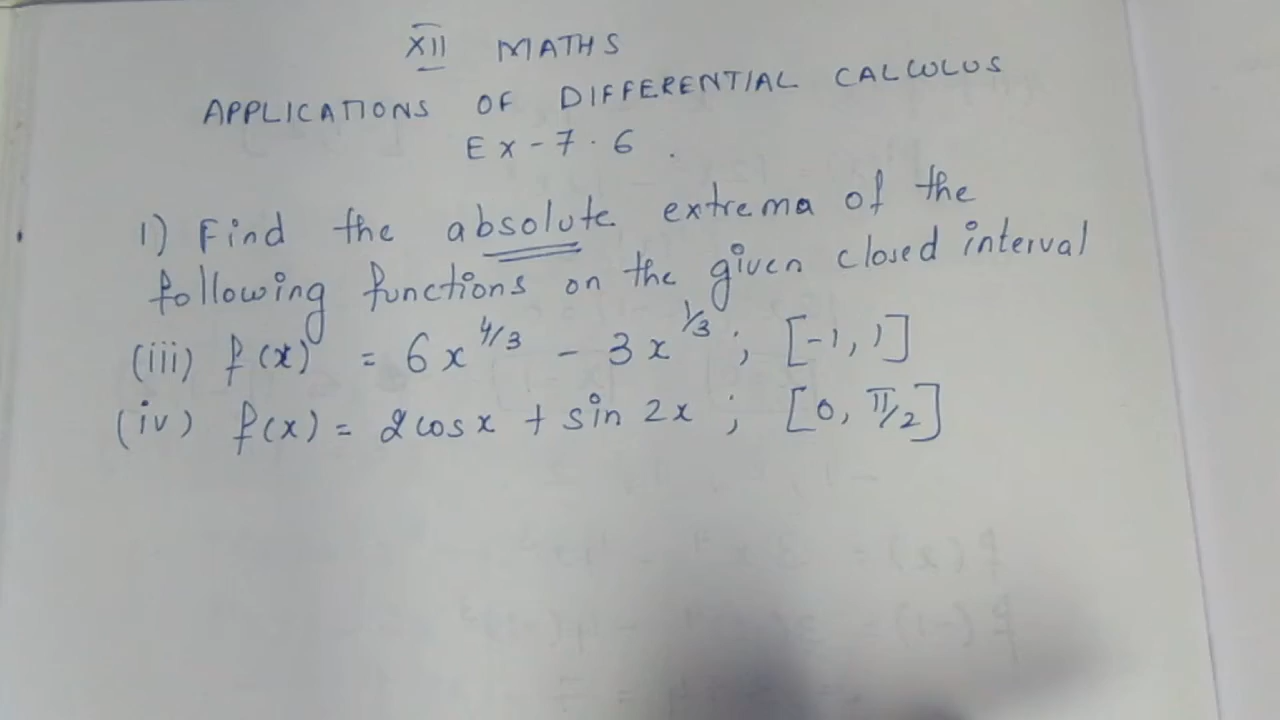 XII MATHS
APPLICATIONS OF DIFFERENTIAL CALCULUS
Ex - 7.6.
1) Find the absolute extrema of the
following functions on the given closed interval
(iii) f(x) = 6x^4/3 - 3x^1/3 ; [-1, 1]
(iv) f(x) = 2cosx + sin 2x ; [0, π/2]